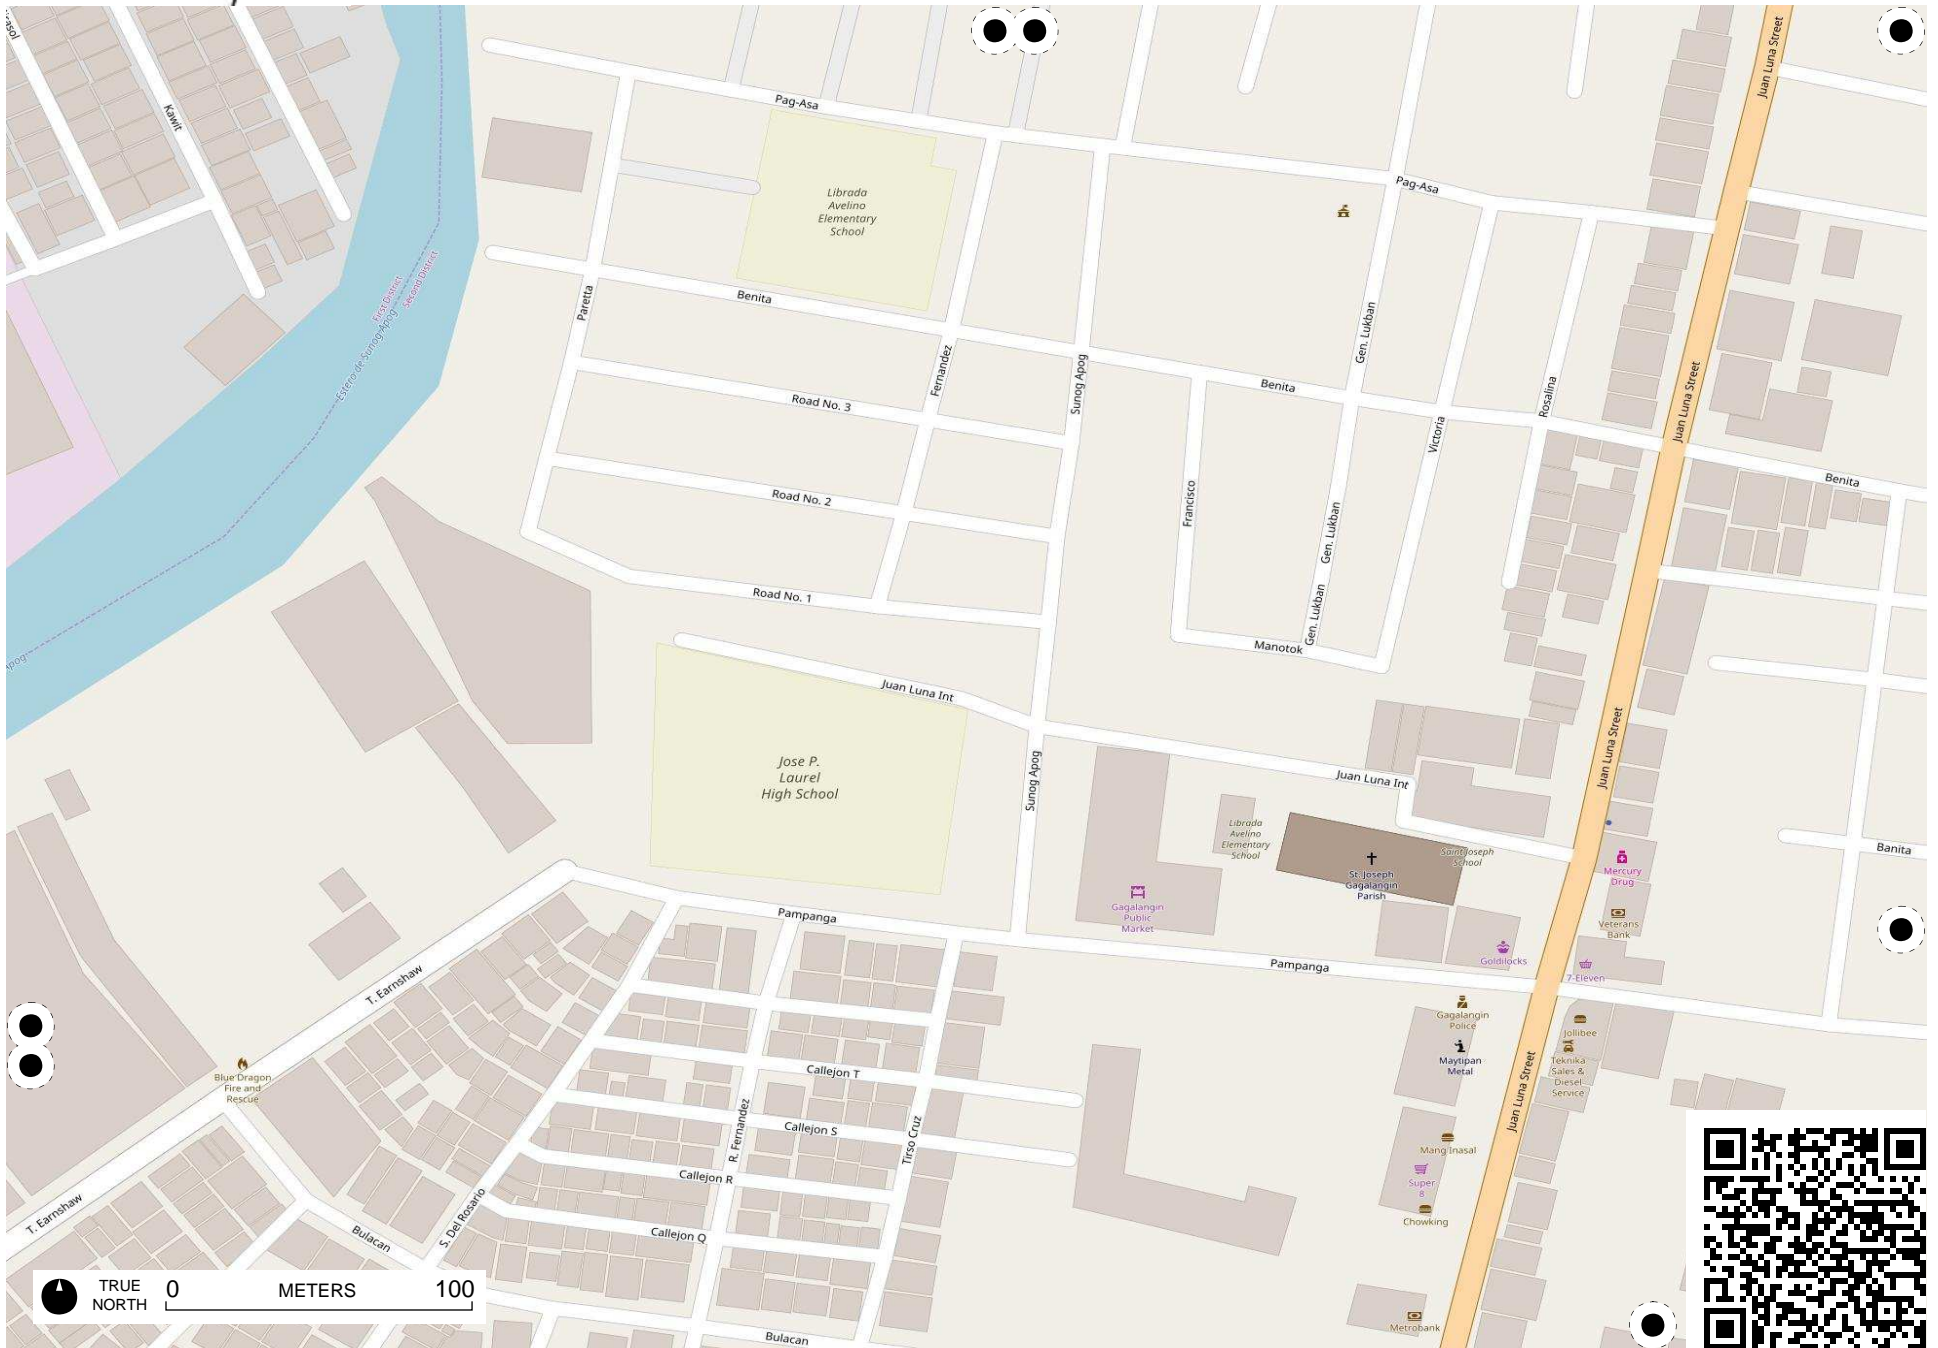 Kawit
Juan Luna Street
Pag-Asa
Librada
Avelino
Elementary
School
Pag-Asa
First District
Second District
Estero de Sunog Apog
Paretta
Benita
Gen. Lukban
Fernandez
Sunog Apog
Benita
Rosalina
Juan Luna Street
Road No. 3
Victoria
Benita
Road No. 2
Francisco
Gen. Lukban
Road No. 1
Gen. Lukban
Manotok
Juan Luna Int
Juan Luna Street
Jose P.
Laurel
High School
Sunog Apog
Juan Luna Int
Librada
Avelino
Elementary
School
Saint Joseph
School
St. Joseph
Gagalangin
Parish
Banita
Mercury
Drug
Gagalangin
Public
Market
Pampanga
Veterans
Bank
Goldilocks
7-Eleven
Pampanga
T. Earnshaw
Gagalangin
Police
Jollibee
Maytipan
Metal
Teknika
Sales &
Diesel
Service
Blue Dragon
Fire and
Rescue
Callejon T
Juan Luna Street
R. Fernandez
Callejon S
Tirso Cruz
Mang Inasal
Callejon R
Super
8
T. Earnshaw
S. Del Rosario
Chowking
Bulacan
Callejon Q
TRUE
NORTH
0 METERS 100
Metrobank
Bulacan